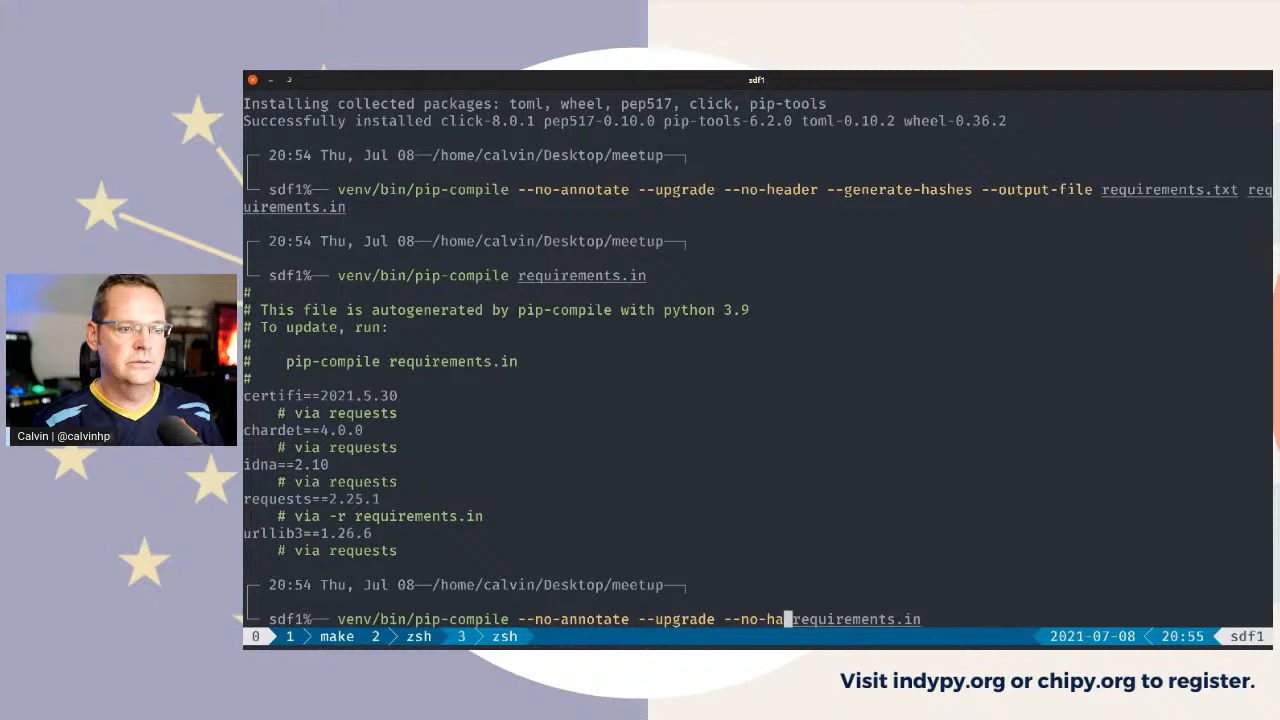 sdf1
Installing collected packages: toml, wheel, pep517, click, pip-tools
Successfully installed click-8.0.1 pep517-0.10.0 pip-tools-6.2.0 toml-0.10.2 wheel-0.36.2
20:54 Thu, Jul 08——/home/calvin/Desktop/meetup——
sdf1%— venv/bin/pip-compile --no-annotate --upgrade --no-header --generate-hashes --output-file requirements.txt req
uirements.in
20:54 Thu, Jul 08——/home/calvin/Desktop/meetup——
sdf1%— venv/bin/pip-compile requirements.in
#
# This file is autogenerated by pip-compile with python 3.9
# To update, run:
#
#    pip-compile requirements.in
#
certifi==2021.5.30
    # via requests
chardet==4.0.0
    # via requests
idna==2.10
    # via requests
requests==2.25.1
    # via -r requirements.in
urllib3==1.26.6
    # via requests
20:54 Thu, Jul 08——/home/calvin/Desktop/meetup——
sdf1%— venv/bin/pip-compile --no-annotate --upgrade --no-ha requirements.in
0 1 make 2 zsh 3 zsh 2021-07-08 20:55 sdf1
Calvin | @calvinhp
Visit indypy.org or chipy.org to register.